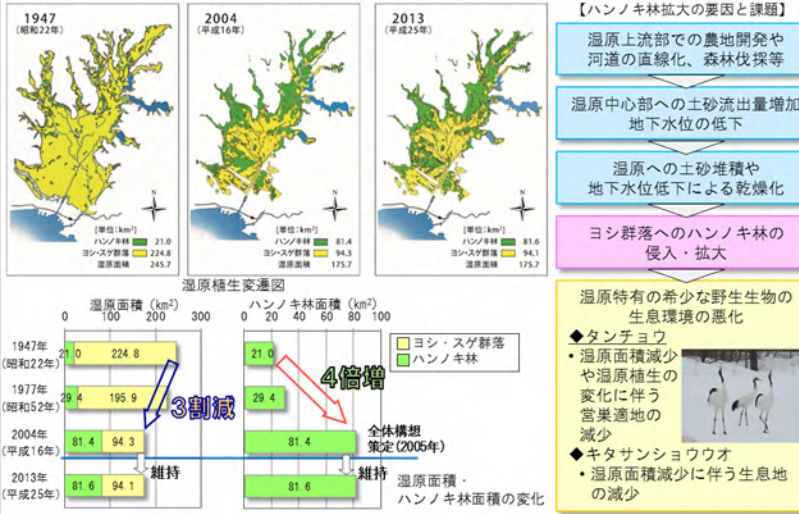 1947
(昭和22年)
N
[単位:km²]
ハンノキ林 21.0
ヨシ・スゲ群落 224.8
湿原面積 245.7
2004
(平成16年)
N
[単位:km²]
ハンノキ林 81.4
ヨシ・スゲ群落 94.3
湿原面積 175.7
2013
(平成25年)
N
[単位:km²]
ハンノキ林 81.6
ヨシ・スゲ群落 94.1
湿原面積 175.7
湿原植生変遷図
湿原面積(km²)
0 100 200 300
1947年
(昭和22年)
21.0 224.8
1977年
(昭和52年)
29.4 195.9
2004年
(平成16年)
81.4 94.3
2013年
(平成25年)
81.6 94.1
3割減
維持
ハンノキ林面積(km²)
0 20 40 60 80 100
21.0
29.4
81.4
81.6
4倍増
維持
ヨシ・スゲ群落
ハンノキ林
全体構想
策定(2005年)
湿原面積・
ハンノキ林面積の変化
【ハンノキ林拡大の要因と課題】
湿原上流部での農地開発や
河道の直線化、森林伐採等
湿原中心部への土砂流出量増加
地下水位の低下
湿原への土砂堆積や
地下水位低下による乾燥化
ヨシ群落へのハンノキ林の
侵入・拡大
湿原特有の希少な野生生物の
生息環境の悪化
◆タンチョウ
・湿原面積減少
や湿原植生の
変化に伴う
営巣適地の
減少
◆キタサンショウウオ
・湿原面積減少に伴う生息地
の減少